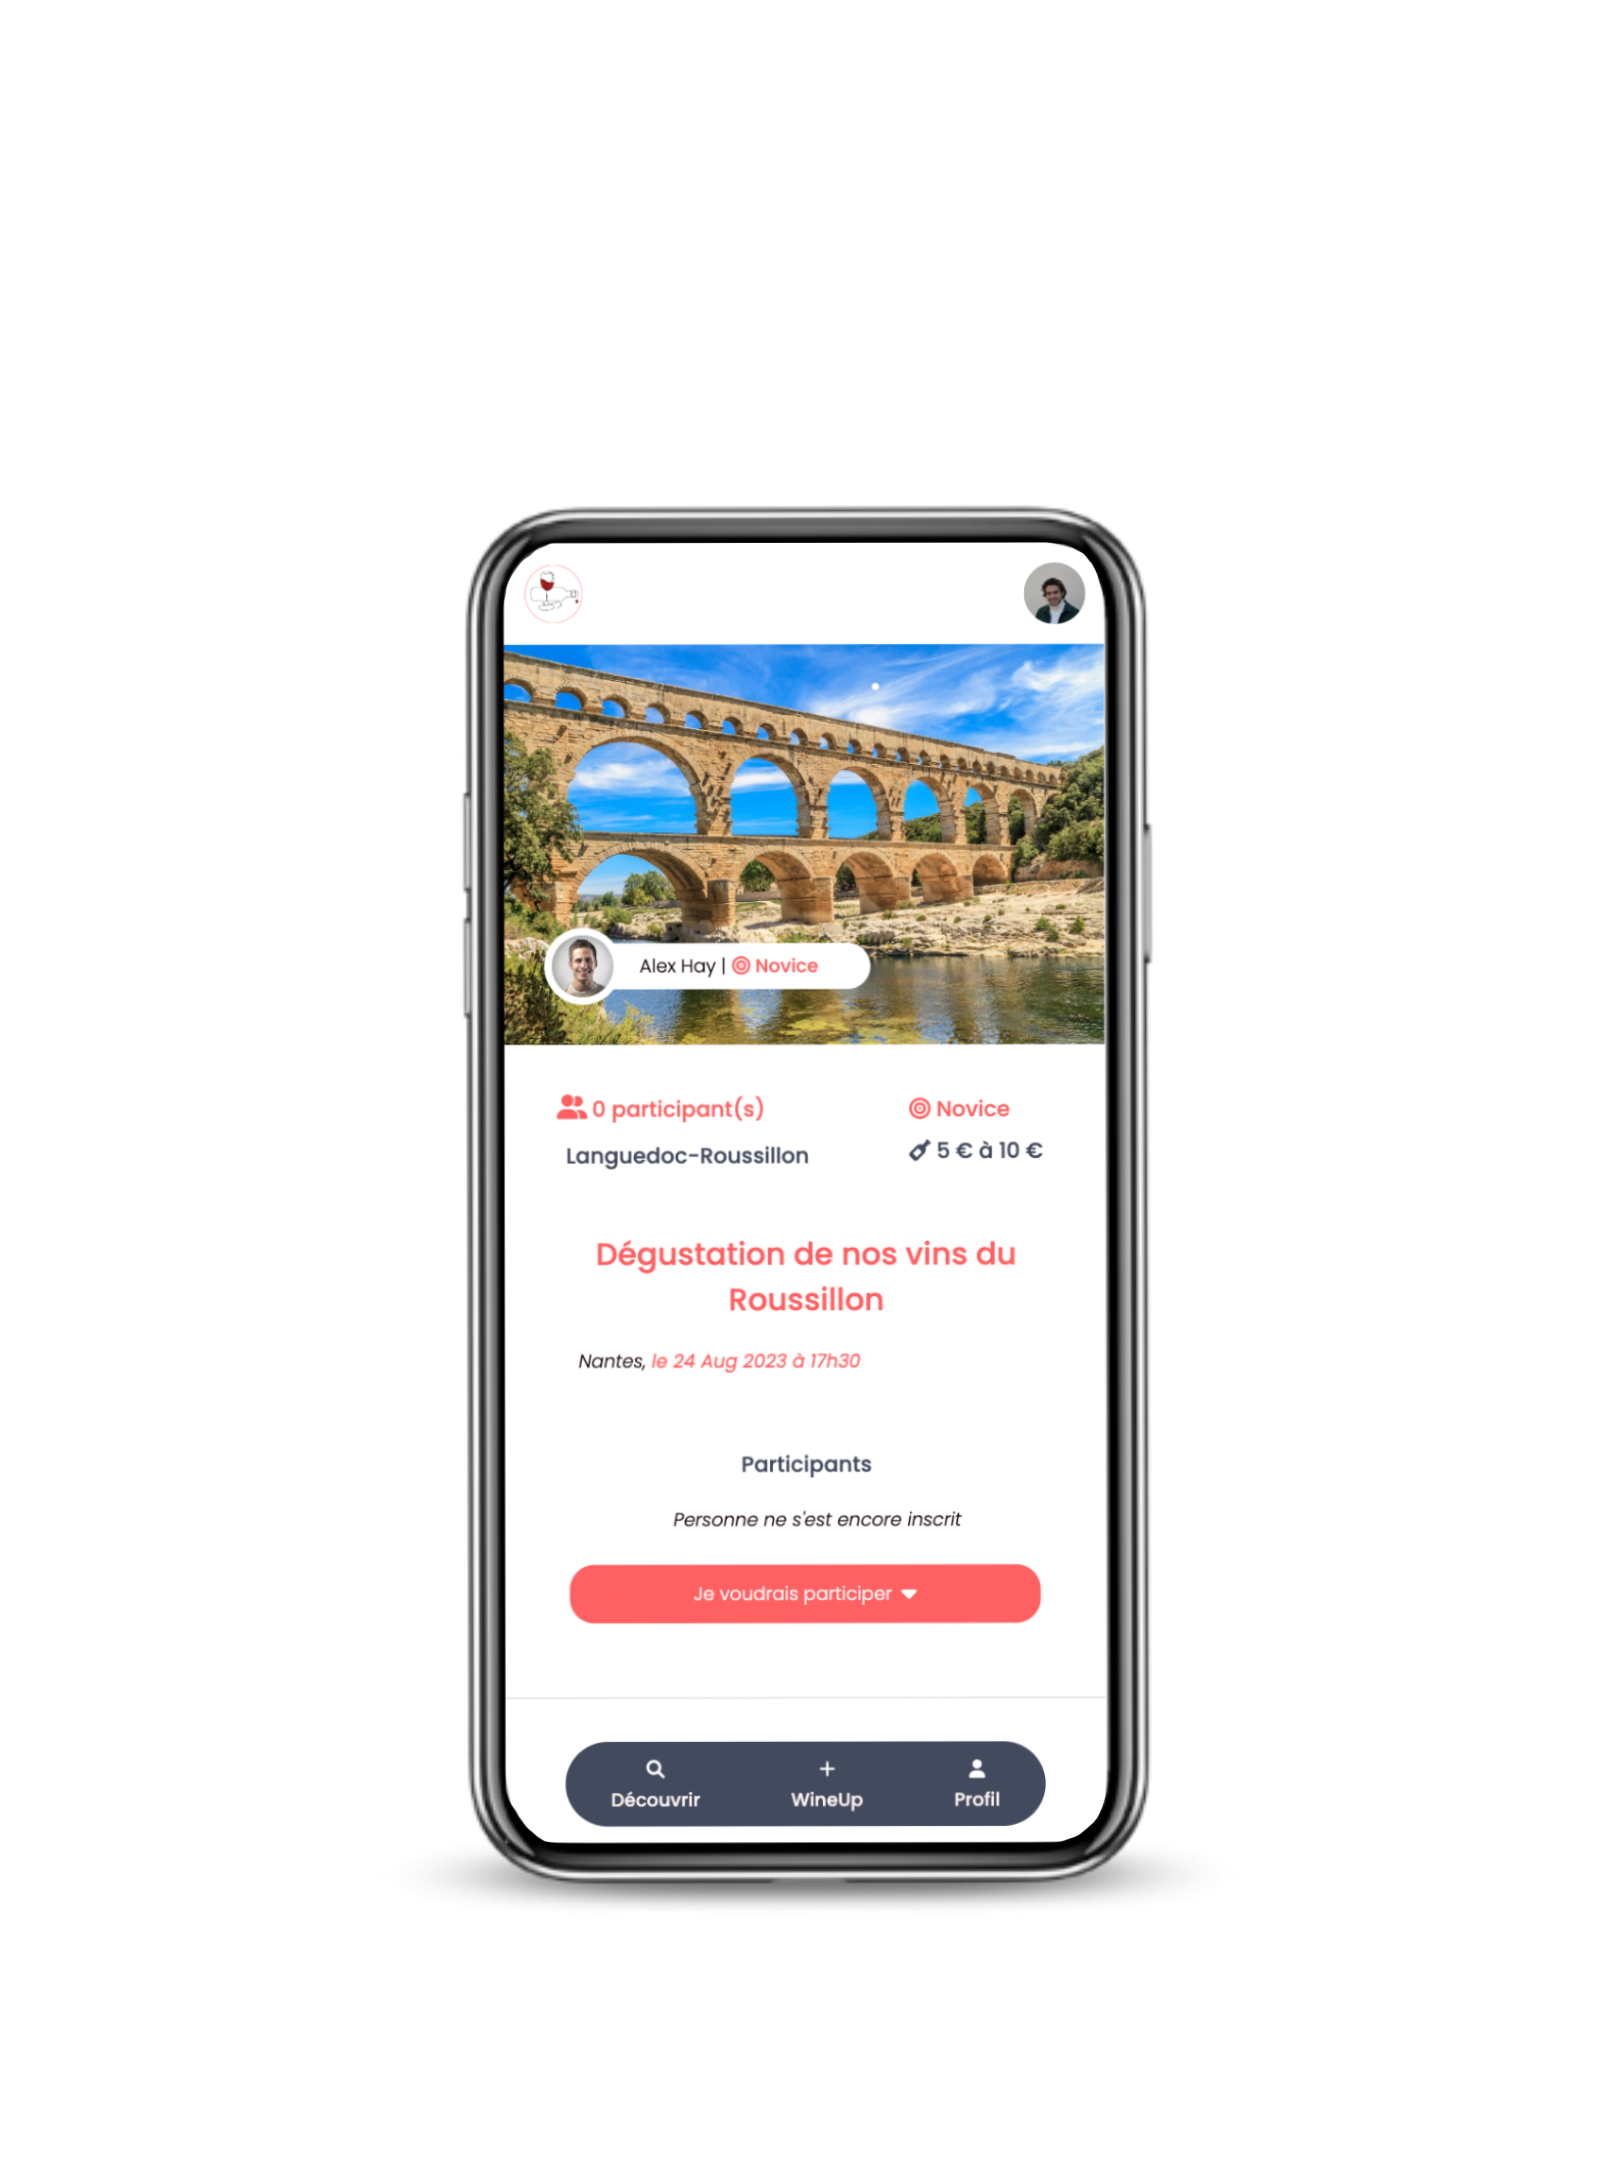 Alex Hay | Novice
0 participant(s)
Novice
Languedoc-Roussillon
5 € à 10 €
Dégustation de nos vins du
Roussillon
Nantes, le 24 Aug 2023 à 17h30
Participants
Personne ne s'est encore inscrit
Je voudrais participer
Découvrir
WineUp
Profil